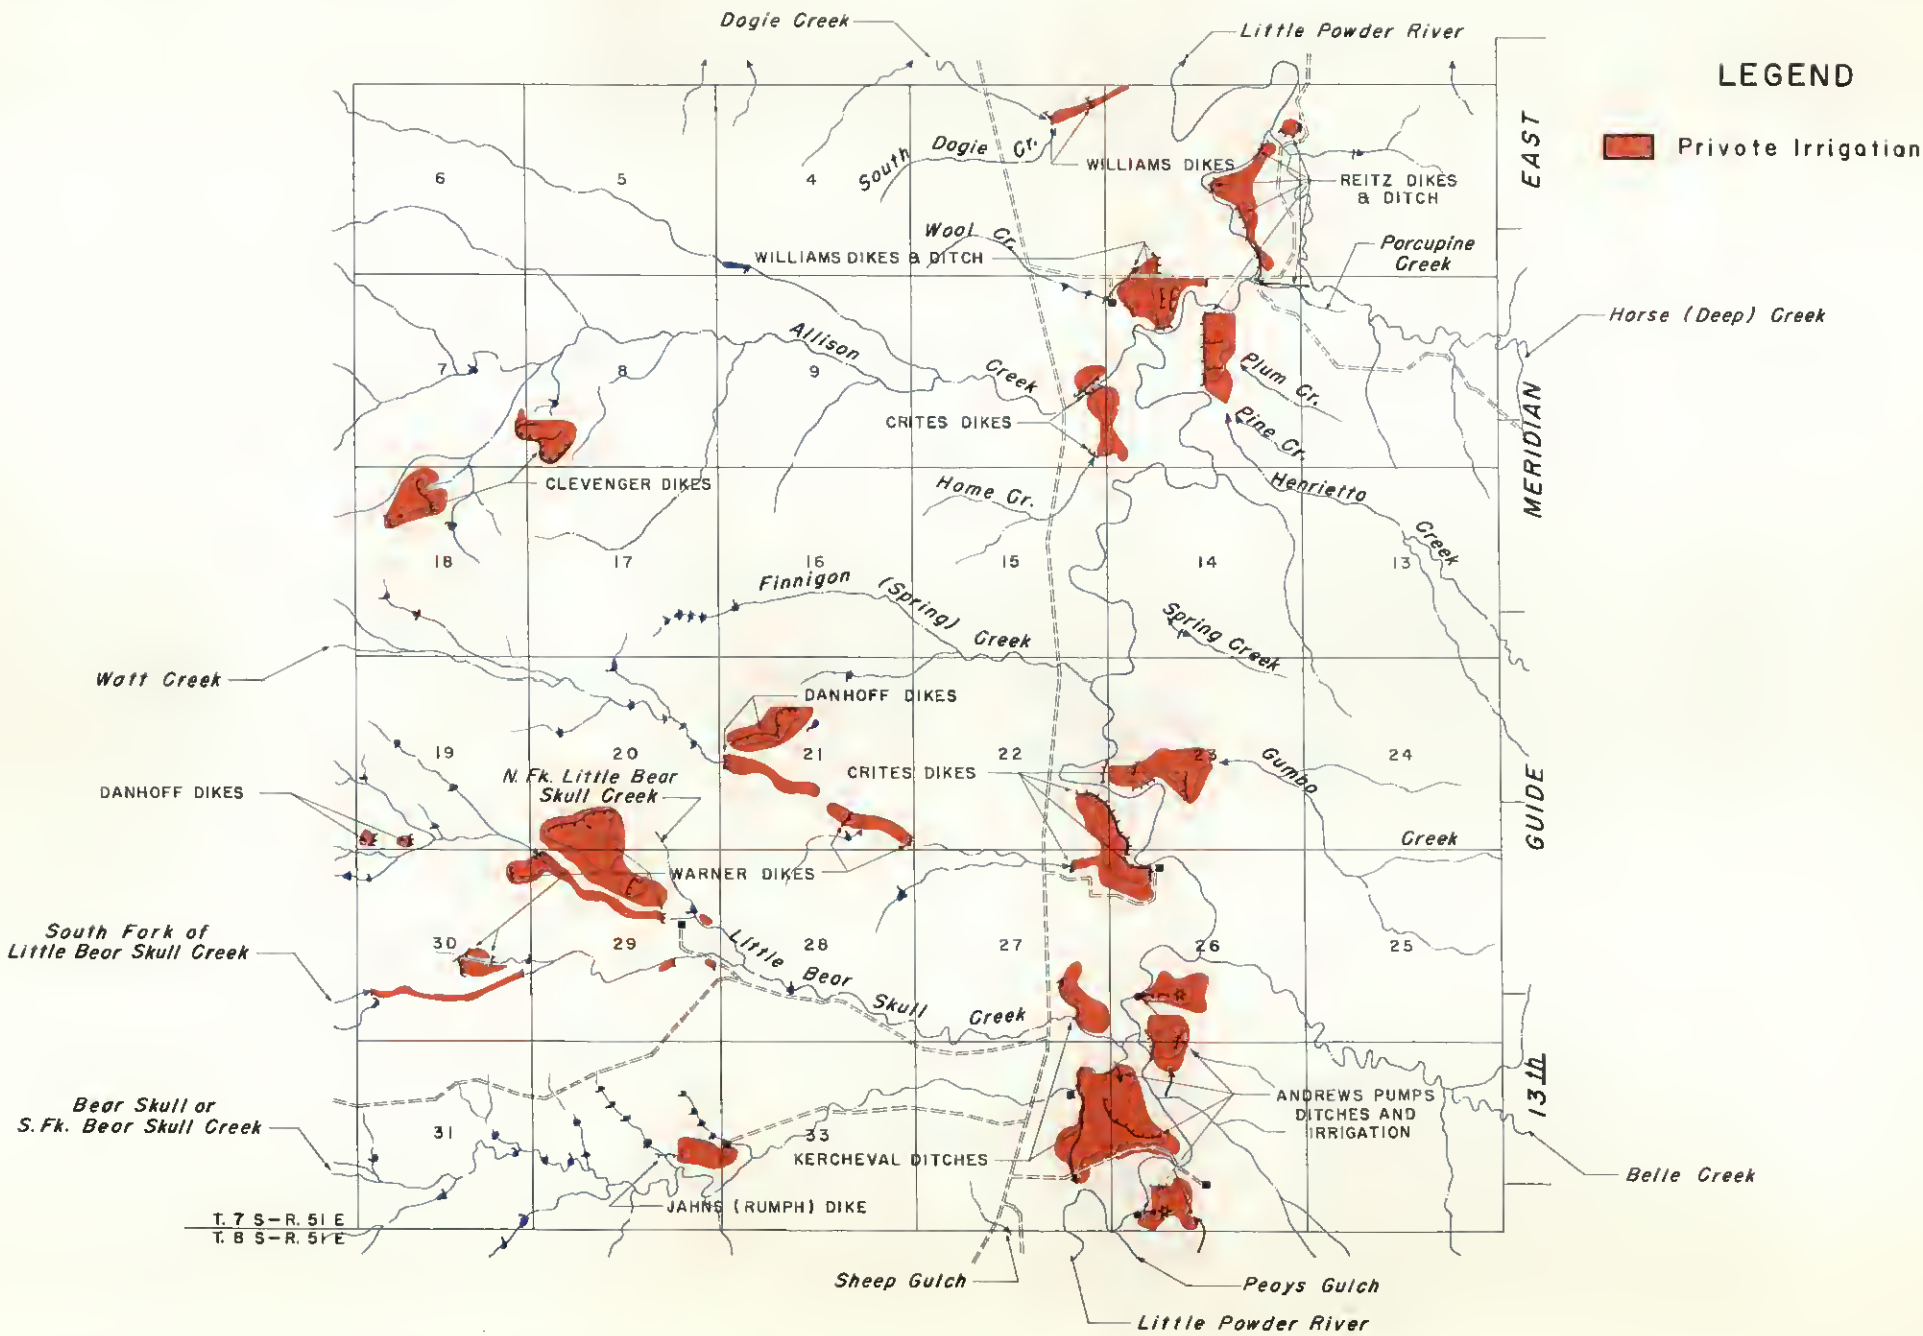 Dogie Creek
Little Powder River
LEGEND
Private Irrigation
EAST
South Dogie Cr.
WILLIAMS DIKES
REITZ DIKES
& DITCH
6
5
4
Wool Cr.
WILLIAMS DIKES & DITCH
Porcupine
Creek
Horse (Deep) Creek
Allison Creek
7
8
9
Plum Cr.
CRITES DIKES
Pine Cr.
MERIDIAN
CLEVENGER DIKES
Home Cr.
Henrietta Creek
18
17
16
15
14
13
Finnigan (Spring) Creek
Spring Creek
Watt Creek
DANHOFF DIKES
19
20
21
22
23
24
N. Fk. Little Bear
Skull Creek
CRITES DIKES
Gumbo Creek
DANHOFF DIKES
GUIDE
WARNER DIKES
South Fork of
Little Bear Skull Creek
30
29
28
27
26
25
Little Bear Skull Creek
13th
Bear Skull or
S. Fk. Bear Skull Creek
ANDREWS PUMPS
DITCHES AND
IRRIGATION
31
33
KERCHEVAL DITCHES
Belle Creek
JAHNS (RUMPH) DIKE
T. 7 S-R. 51 E
T. 8 S-R. 51 E
Sheep Gulch
Peays Gulch
Little Powder River